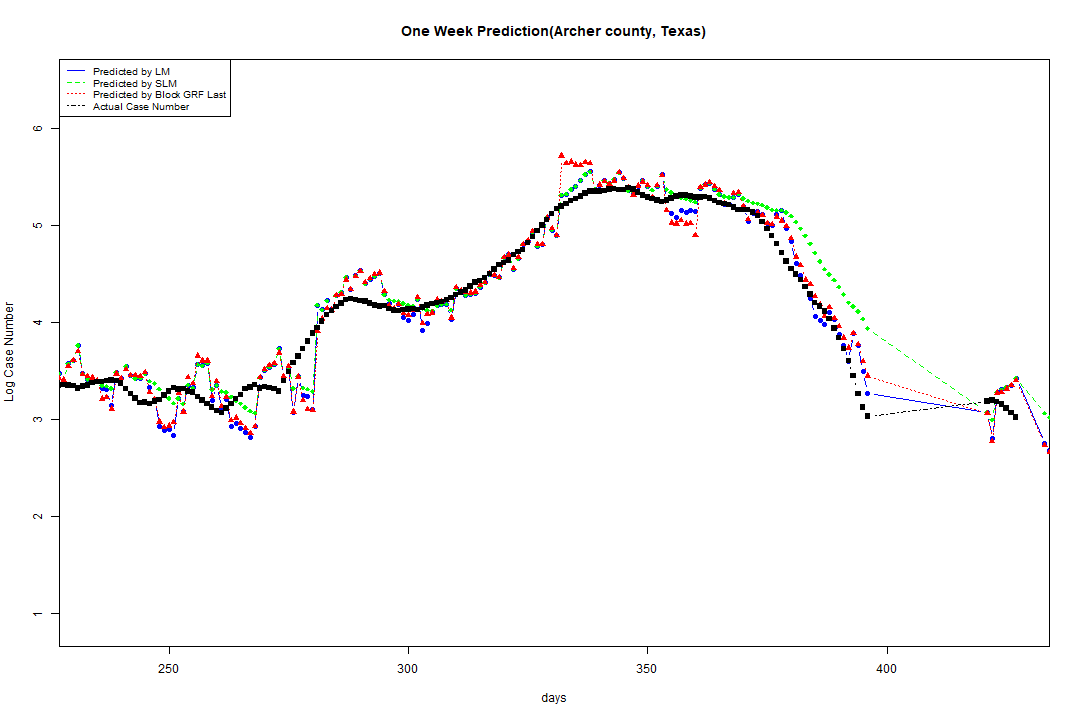 One Week Prediction(Archer county, Texas)
Predicted by LM
Predicted by SLM
Predicted by Block GRF Last
Actual Case Number
6
5
4
3
2
1
Log Case Number
250 300 350 400
days